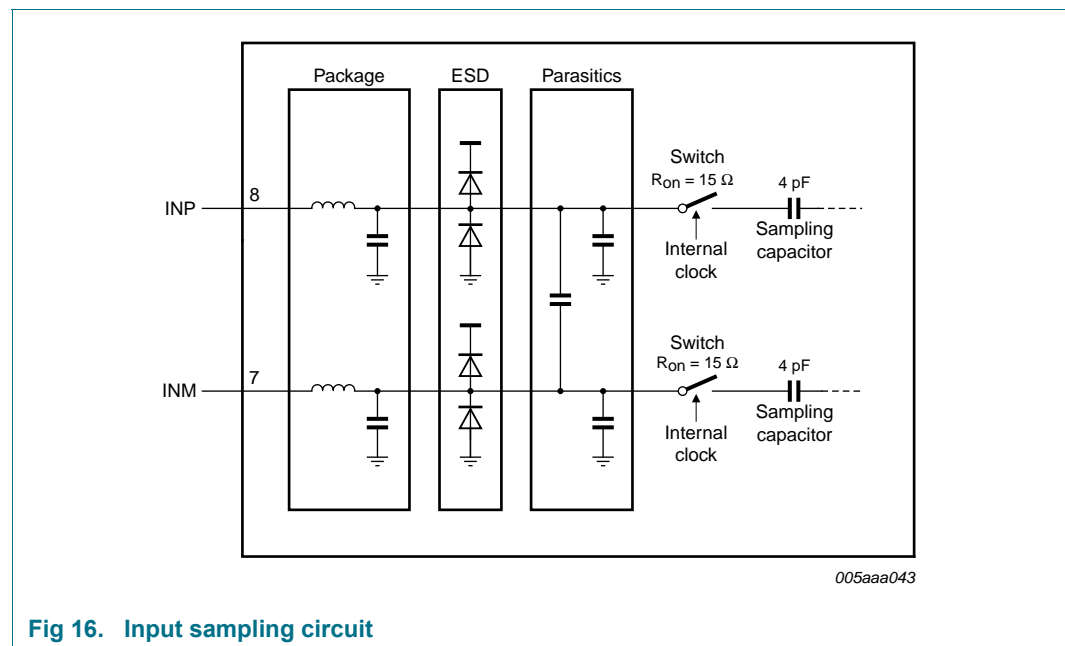 Package ESD Parasitics
Switch
Ron = 15 Ω
4 pF
8
INP
Internal
clock
Sampling
capacitor
Switch
Ron = 15 Ω
4 pF
7
INM
Internal
clock
Sampling
capacitor
005aaa043
Fig 16. Input sampling circuit